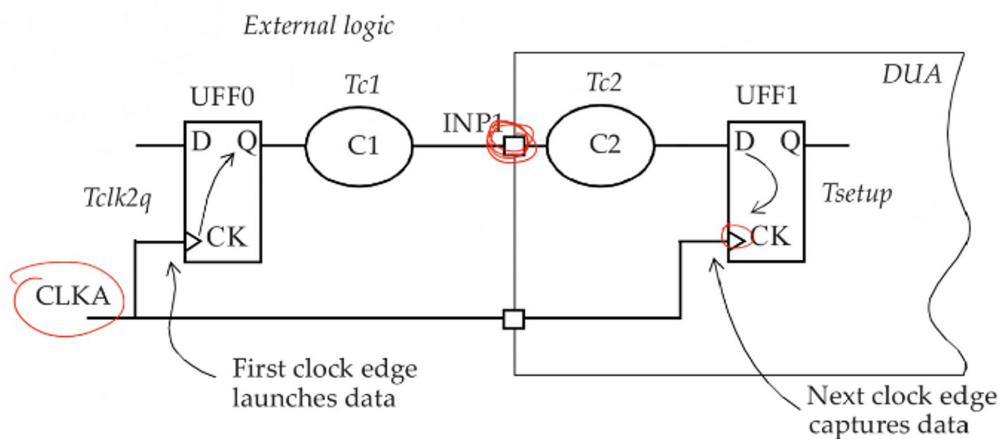 External logic
DUA
Tc1
Tc2
UFF0
UFF1
INP1
D Q
C1
C2
D Q
Tclk2q
Tsetup
CK
CK
CLKA
First clock edge
launches data
Next clock edge
captures data